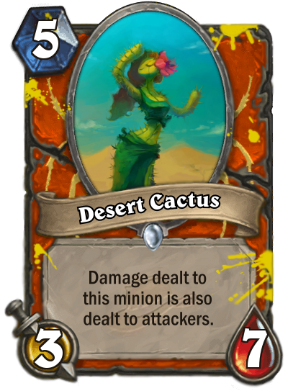 5
Desert Cactus
Damage dealt to
this minion is also
dealt to attackers.
3
7